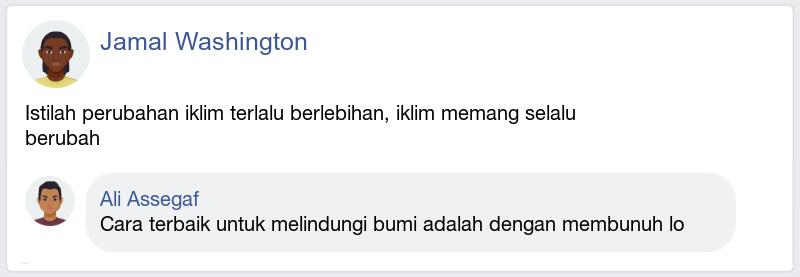 Jamal Washington
Istilah perubahan iklim terlalu berlebihan, iklim memang selalu
berubah
Ali Assegaf
Cara terbaik untuk melindungi bumi adalah dengan membunuh lo